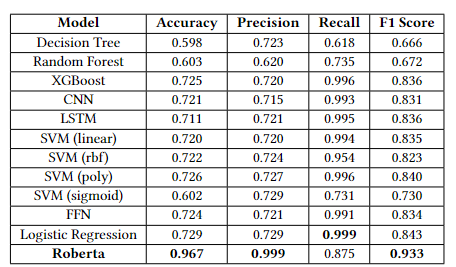 Model Accuracy Precision Recall F1 Score
Decision Tree 0.598 0.723 0.618 0.666
Random Forest 0.603 0.620 0.735 0.672
XGBoost 0.725 0.720 0.996 0.836
CNN 0.721 0.715 0.993 0.831
LSTM 0.711 0.721 0.995 0.836
SVM (linear) 0.720 0.720 0.994 0.835
SVM (rbf) 0.722 0.724 0.954 0.823
SVM (poly) 0.726 0.727 0.996 0.840
SVM (sigmoid) 0.602 0.729 0.731 0.730
FFN 0.724 0.721 0.991 0.834
Logistic Regression 0.729 0.729 0.999 0.843
Roberta 0.967 0.999 0.875 0.933